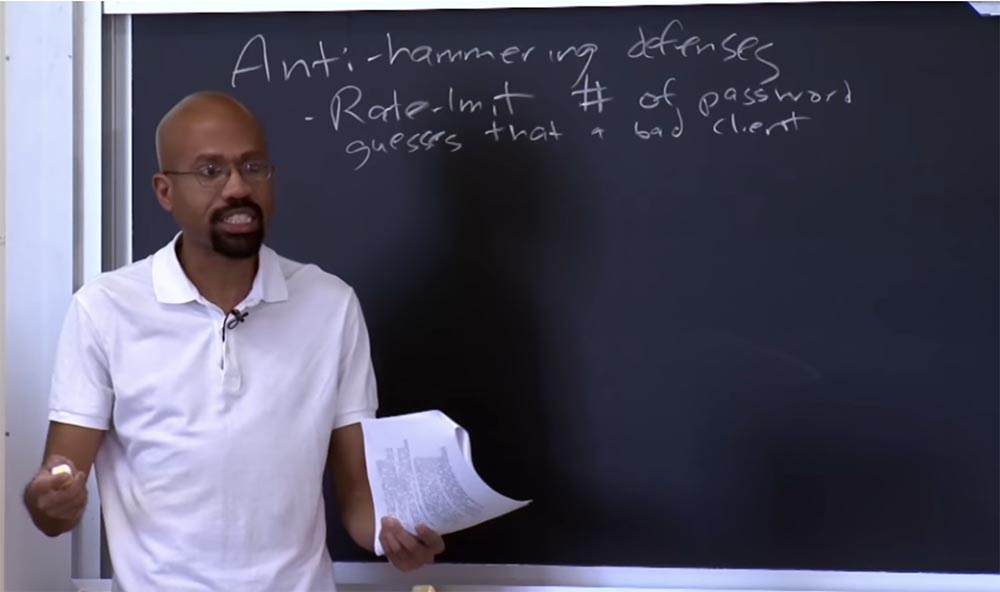 Anti-hammering defenses
- Rate-lmit # of password
guesses that a bad client